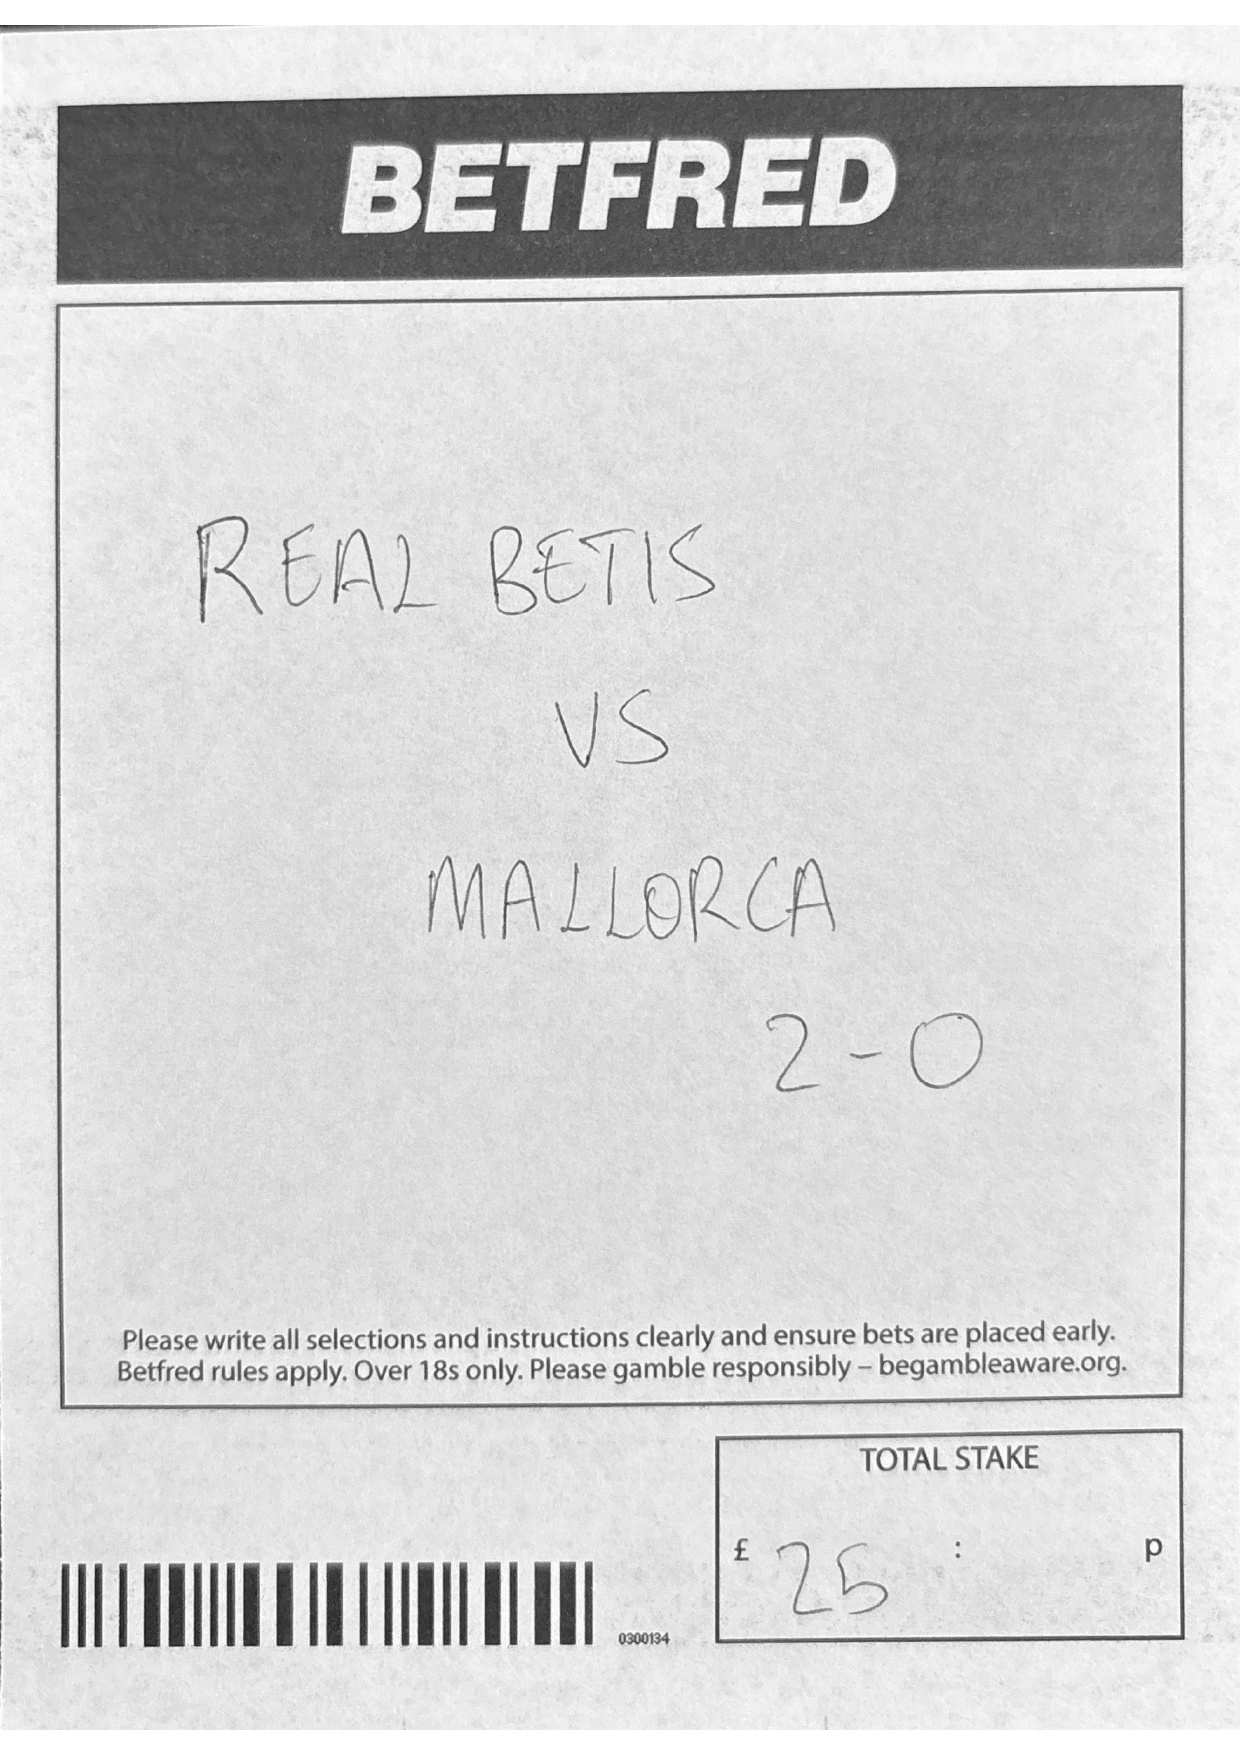 BETFRED
REAL BETIS
VS
MALLORCA
2-0
Please write all selections and instructions clearly and ensure bets are placed early.
Betfred rules apply. Over 18s only. Please gamble responsibly – begambleaware.org.
TOTAL STAKE
£ 25 : p
0300134